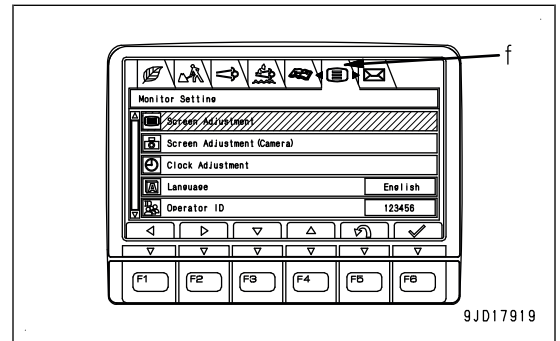 f
Monitor Setting
Screen Adjustment
Screen Adjustment(Camera)
Clock Adjustment
A Language English
ID Operator ID 123456
F1 F2 F3 F4 F5 F6
9JD17919